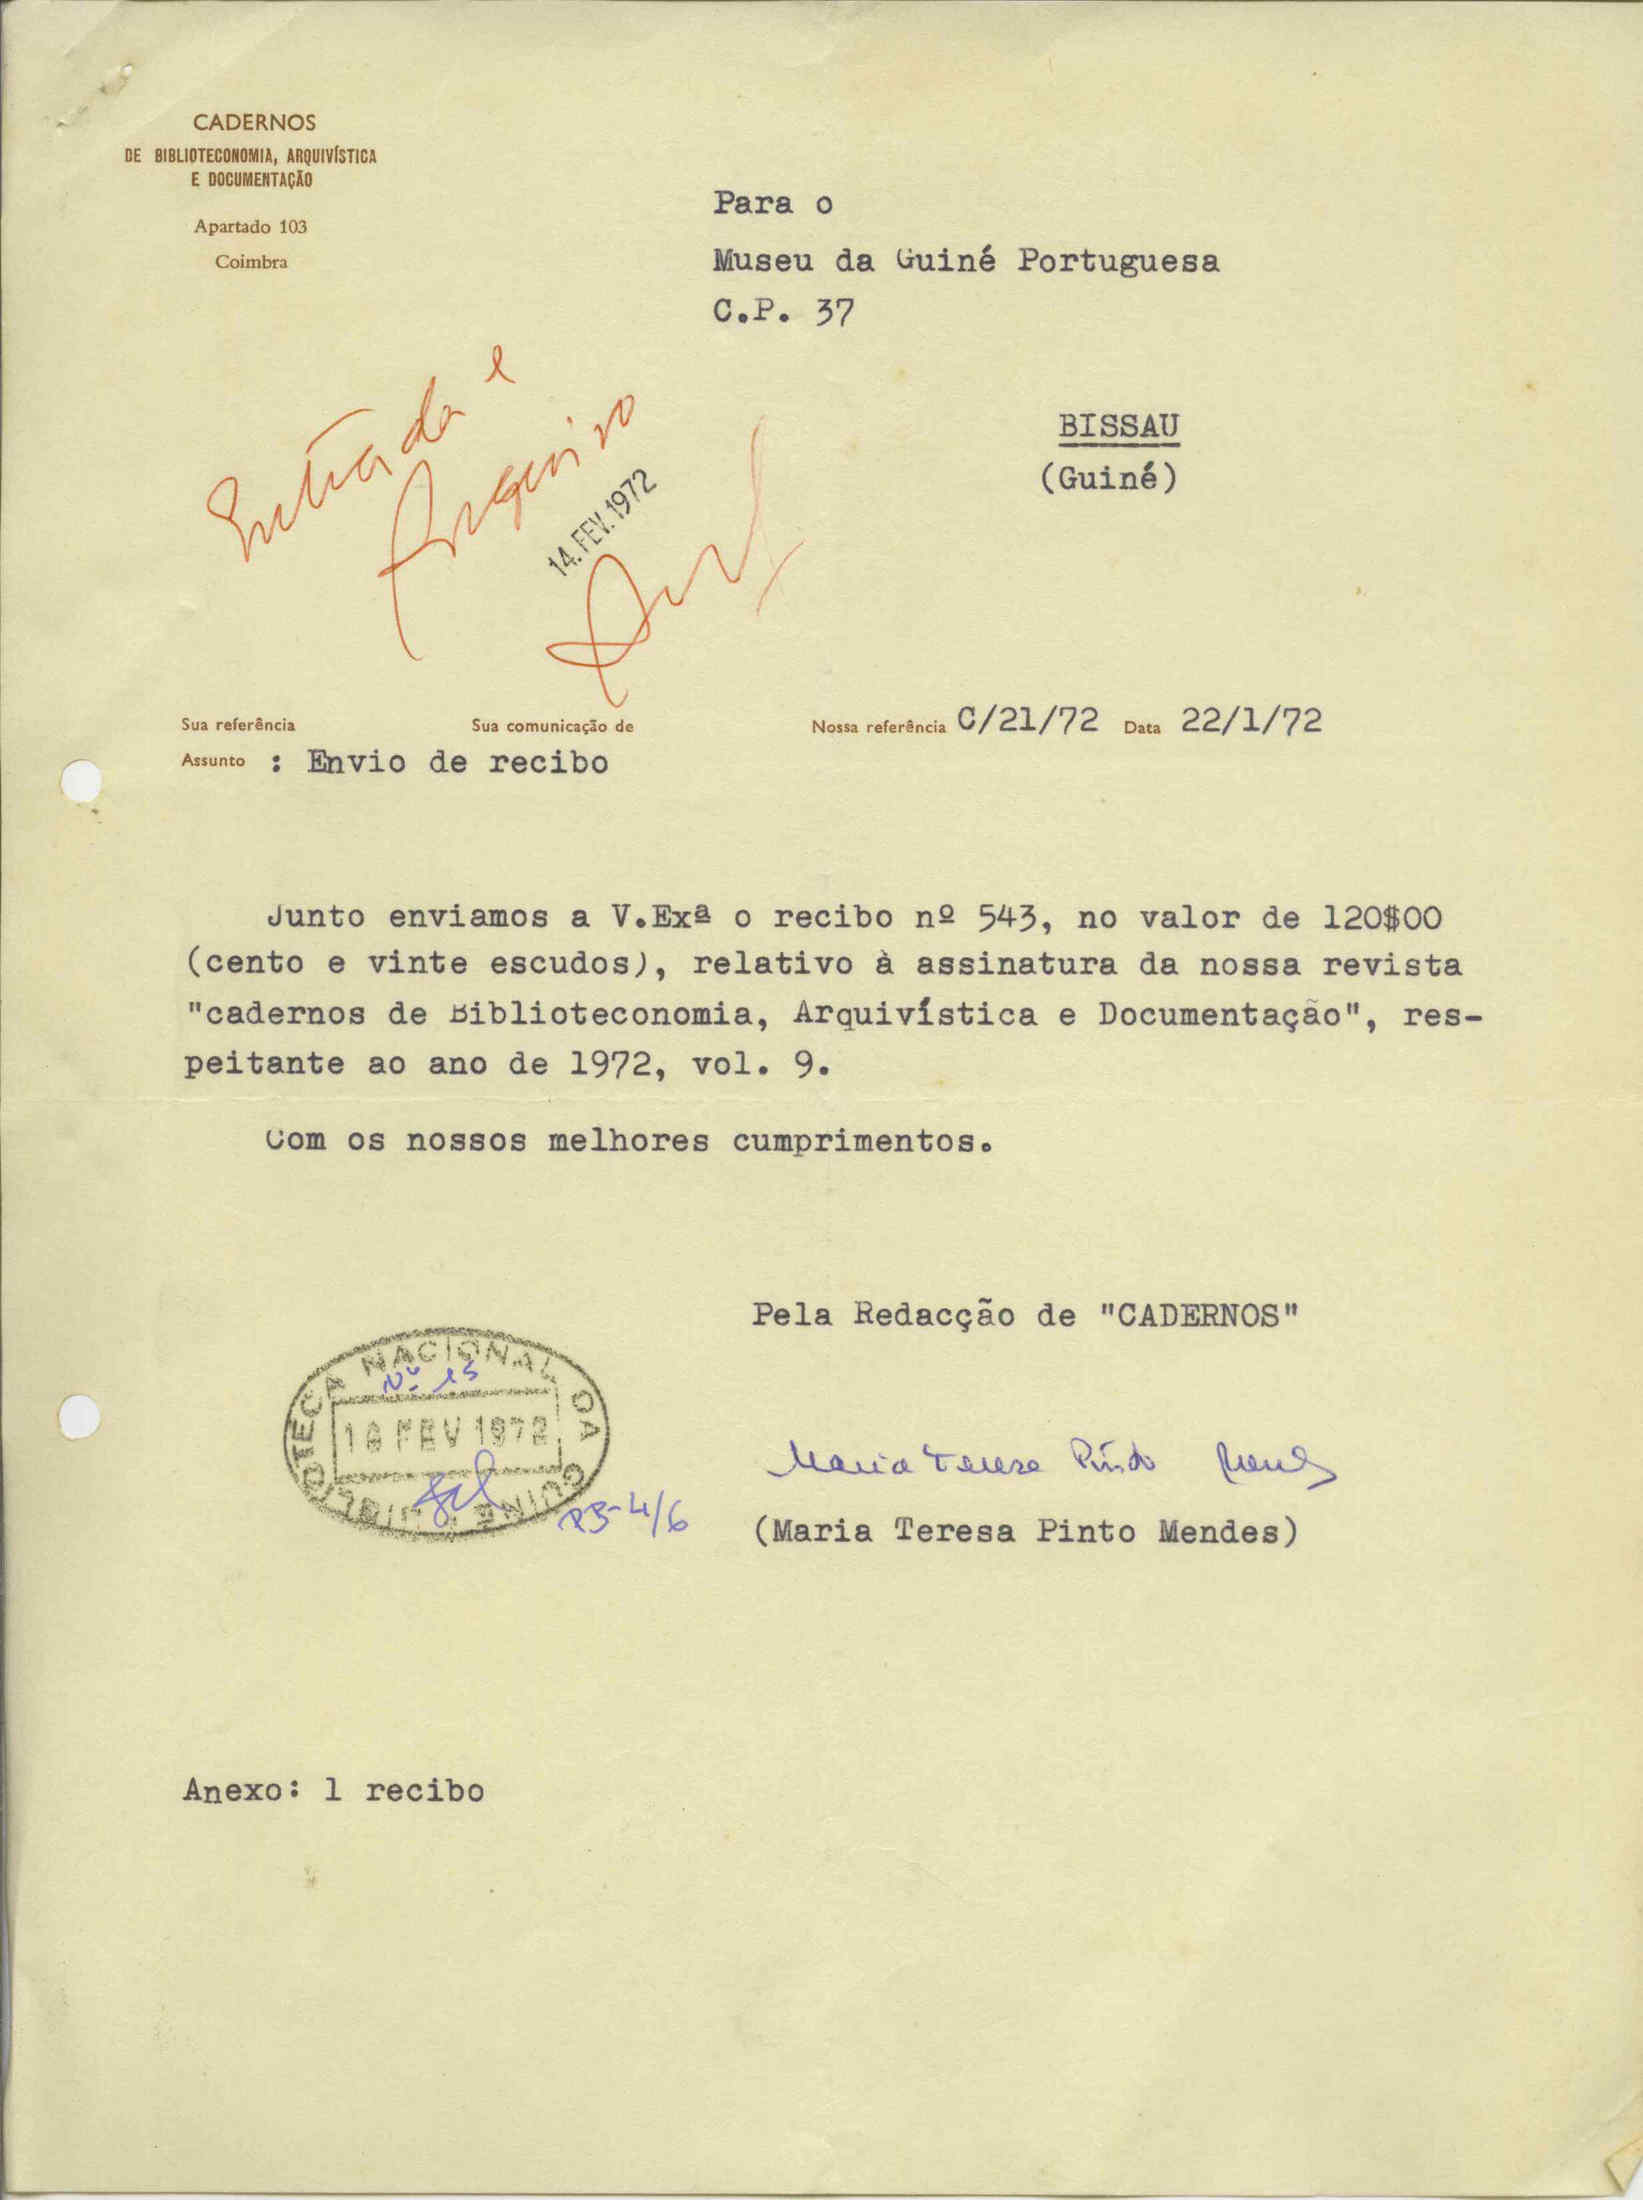 CADERNOS
DE BIBLIOTECONOMIA, ARQUIVÍSTICA
E DOCUMENTAÇÃO
Apartado 103
Coimbra
Para o
Museu da Guiné Portuguesa
C.P. 37
BISSAU
(Guiné)
Entrada e
Arquivo
14. FEV. 1972
Sua referência Sua comunicação de Nossa referência C/21/72 Data 22/1/72
Assunto : Envio de recibo
Junto enviamos a V.Exª o recibo nº 543, no valor de 120$00
(cento e vinte escudos), relativo à assinatura da nossa revista
"cadernos de Biblioteconomia, Arquivística e Documentação", res-
peitante ao ano de 1972, vol. 9.
Com os nossos melhores cumprimentos.
Pela Redacção de "CADERNOS"
BIBLIOTECA NACIONAL DA GUINÉ
Nº 15
FEV 1972
PB-4/6
Maria Teresa Pinto Mendes
(Maria Teresa Pinto Mendes)
Anexo: 1 recibo